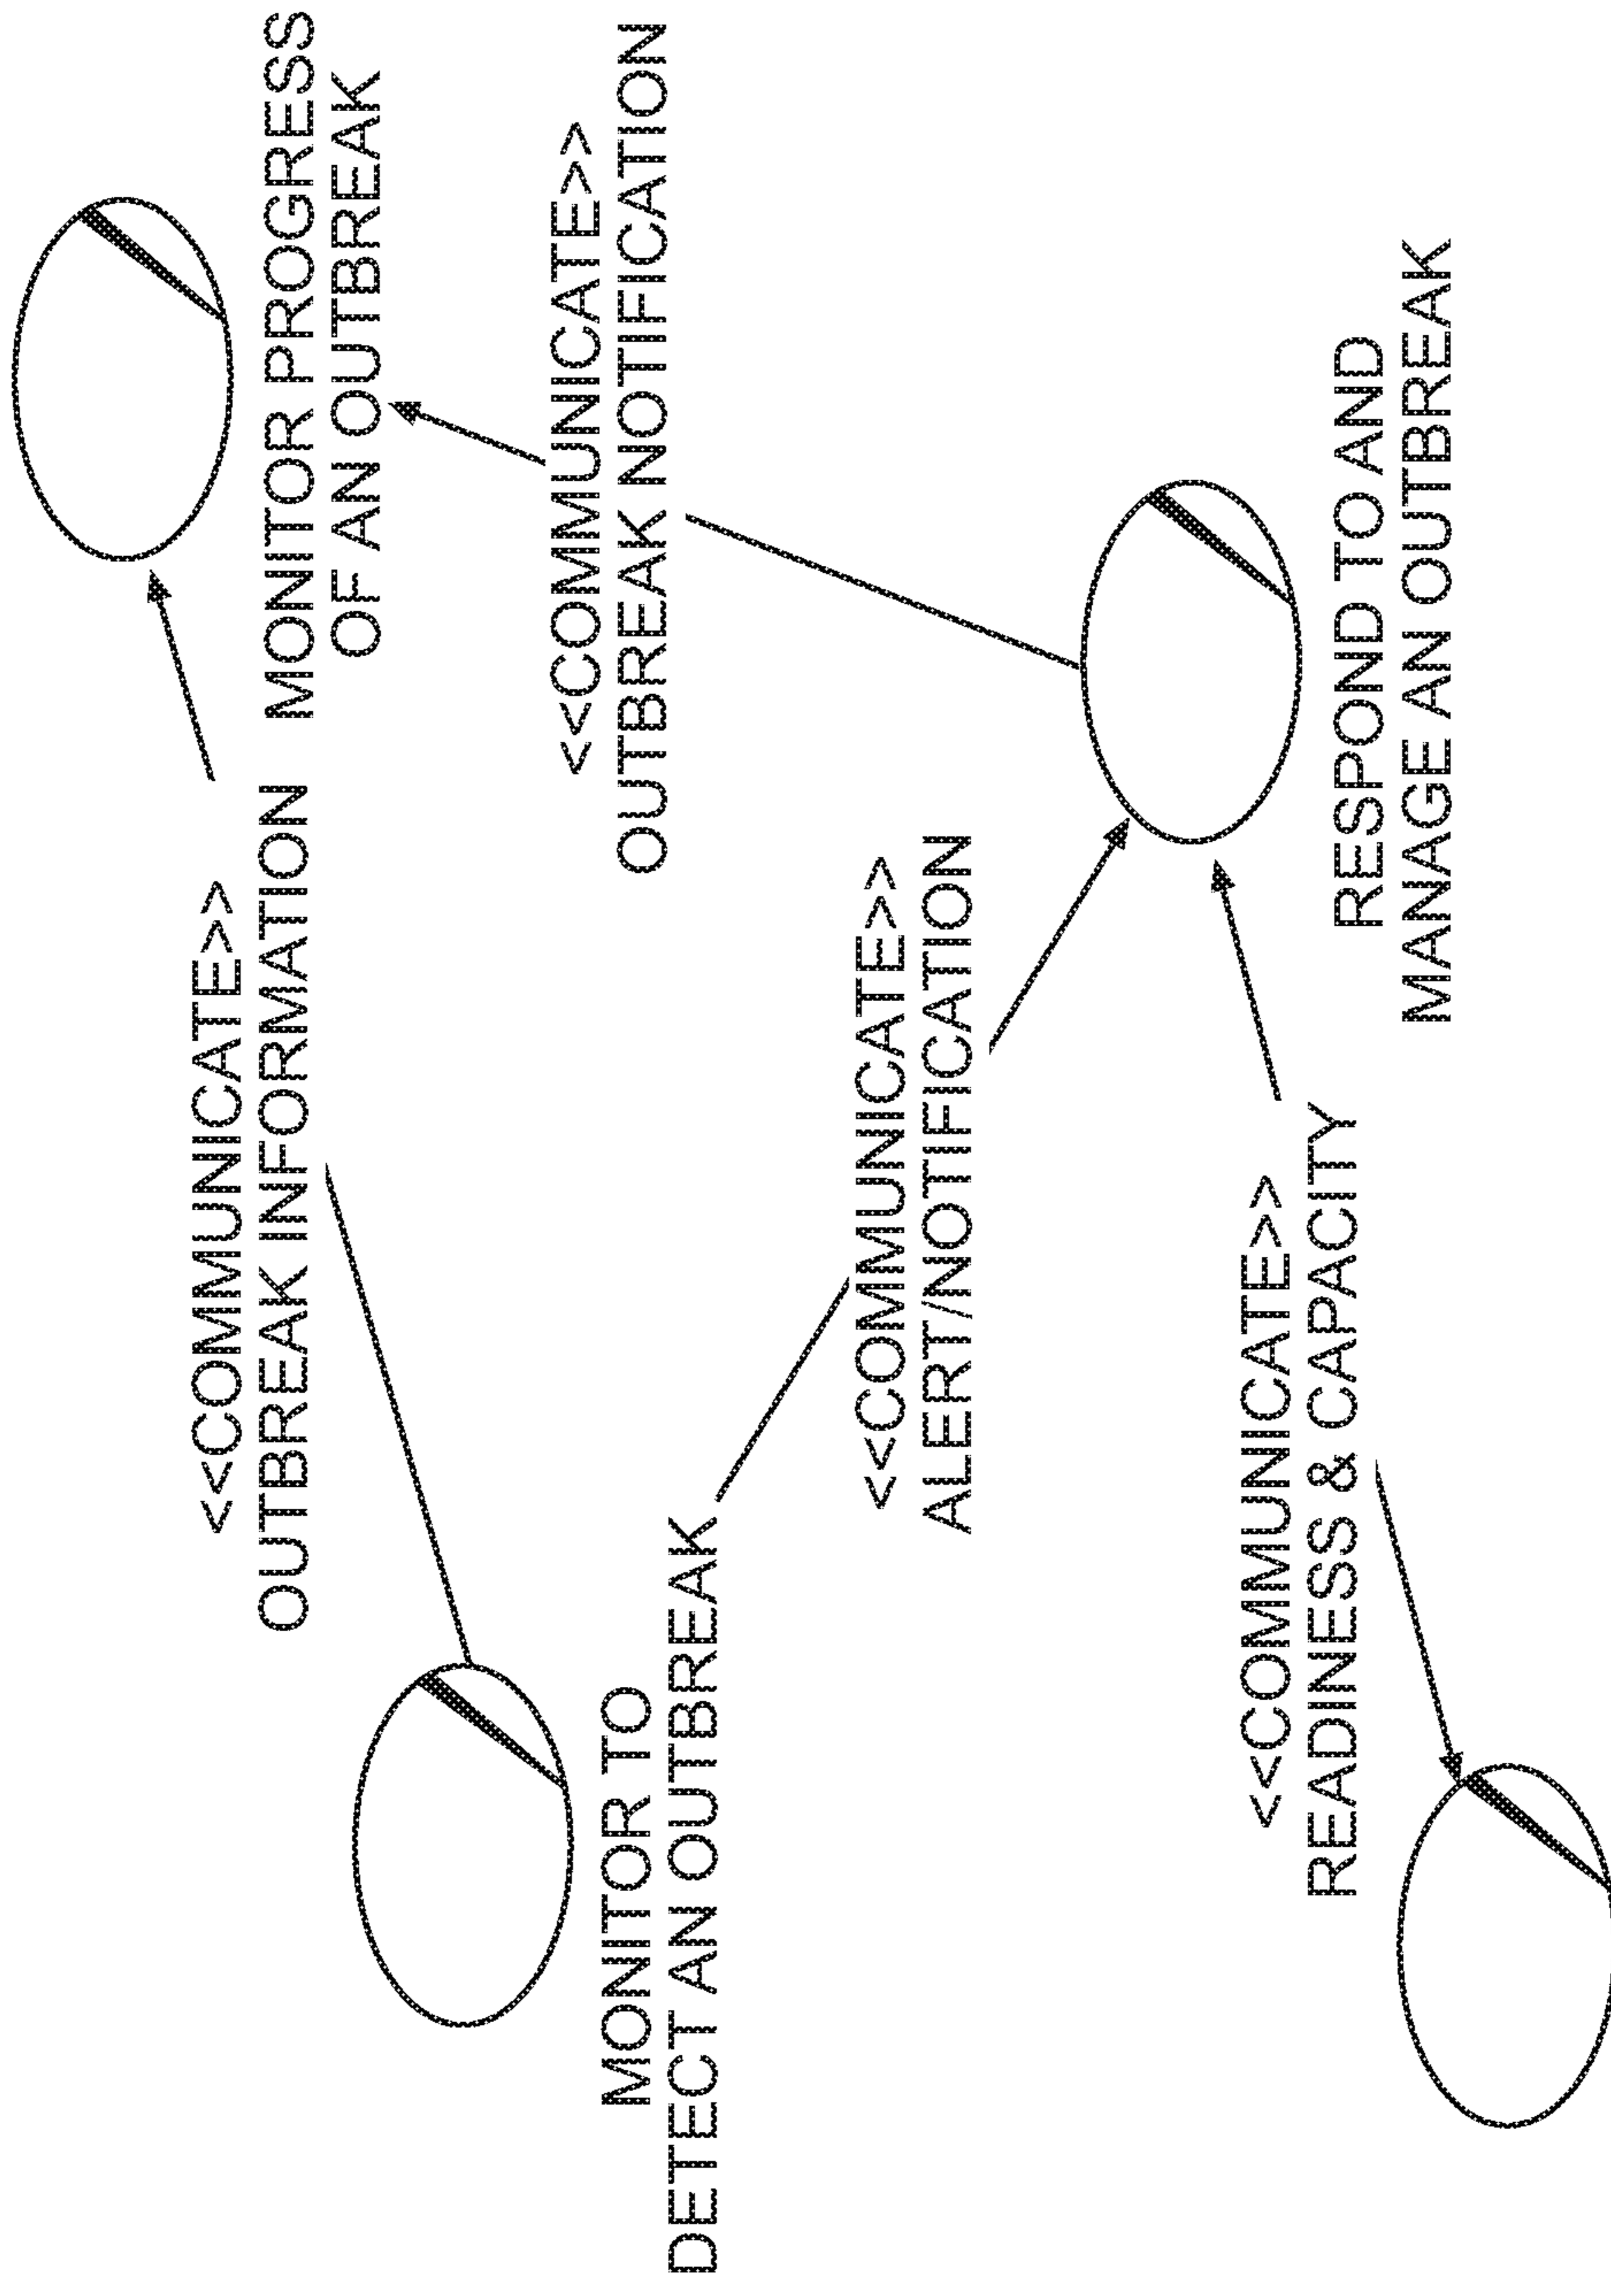 <<COMMUNICATE>>
OUTBREAK INFORMATION
MONITOR PROGRESS
OF AN OUTBREAK
<<COMMUNICATE>>
OUTBREAK NOTIFICATION
MONITOR TO
DETECT AN OUTBREAK
<<COMMUNICATE>>
ALERT/NOTIFICATION
<<COMMUNICATE>>
READINESS & CAPACITY
RESPOND TO AND
MANAGE AN OUTBREAK